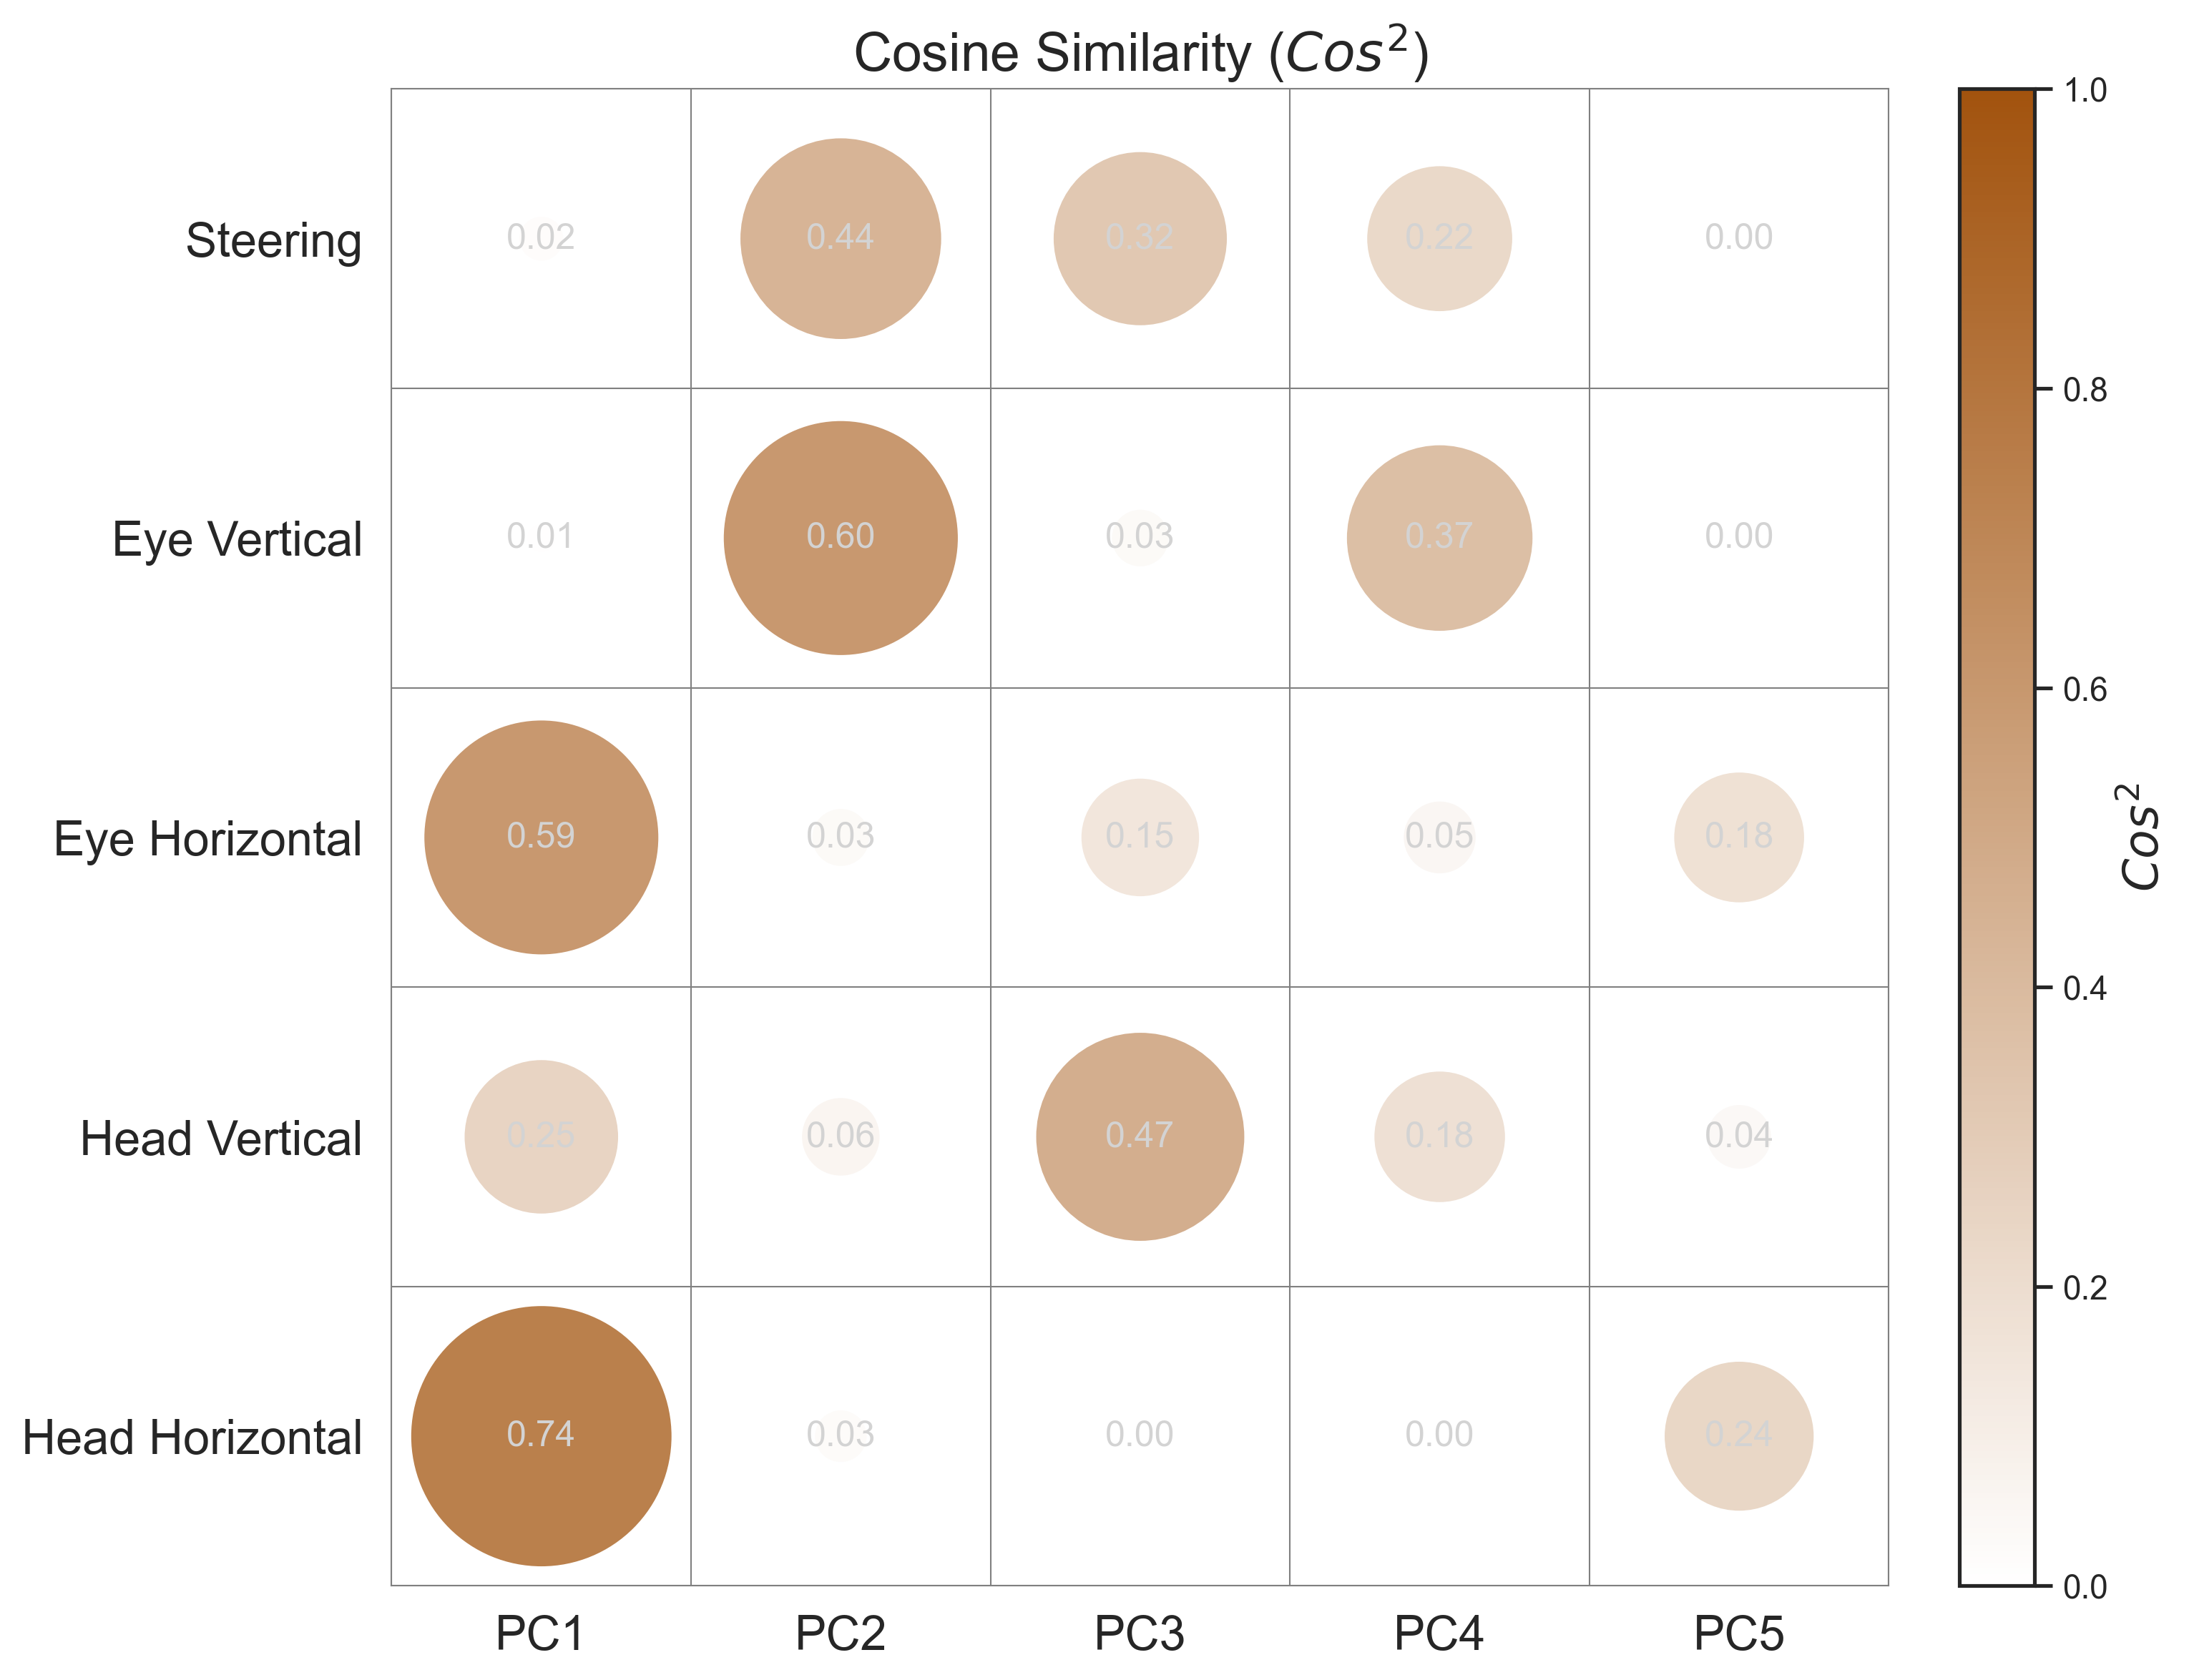 Cosine Similarity (Cos²)
Steering 0.02 0.44 0.32 0.22 0.00
Eye Vertical 0.01 0.60 0.03 0.37 0.00
Eye Horizontal 0.59 0.03 0.15 0.05 0.18
Head Vertical 0.25 0.06 0.47 0.18 0.04
Head Horizontal 0.74 0.03 0.00 0.00 0.24
PC1 PC2 PC3 PC4 PC5
1.0
0.8
0.6
0.4
0.2
0.0
Cos²